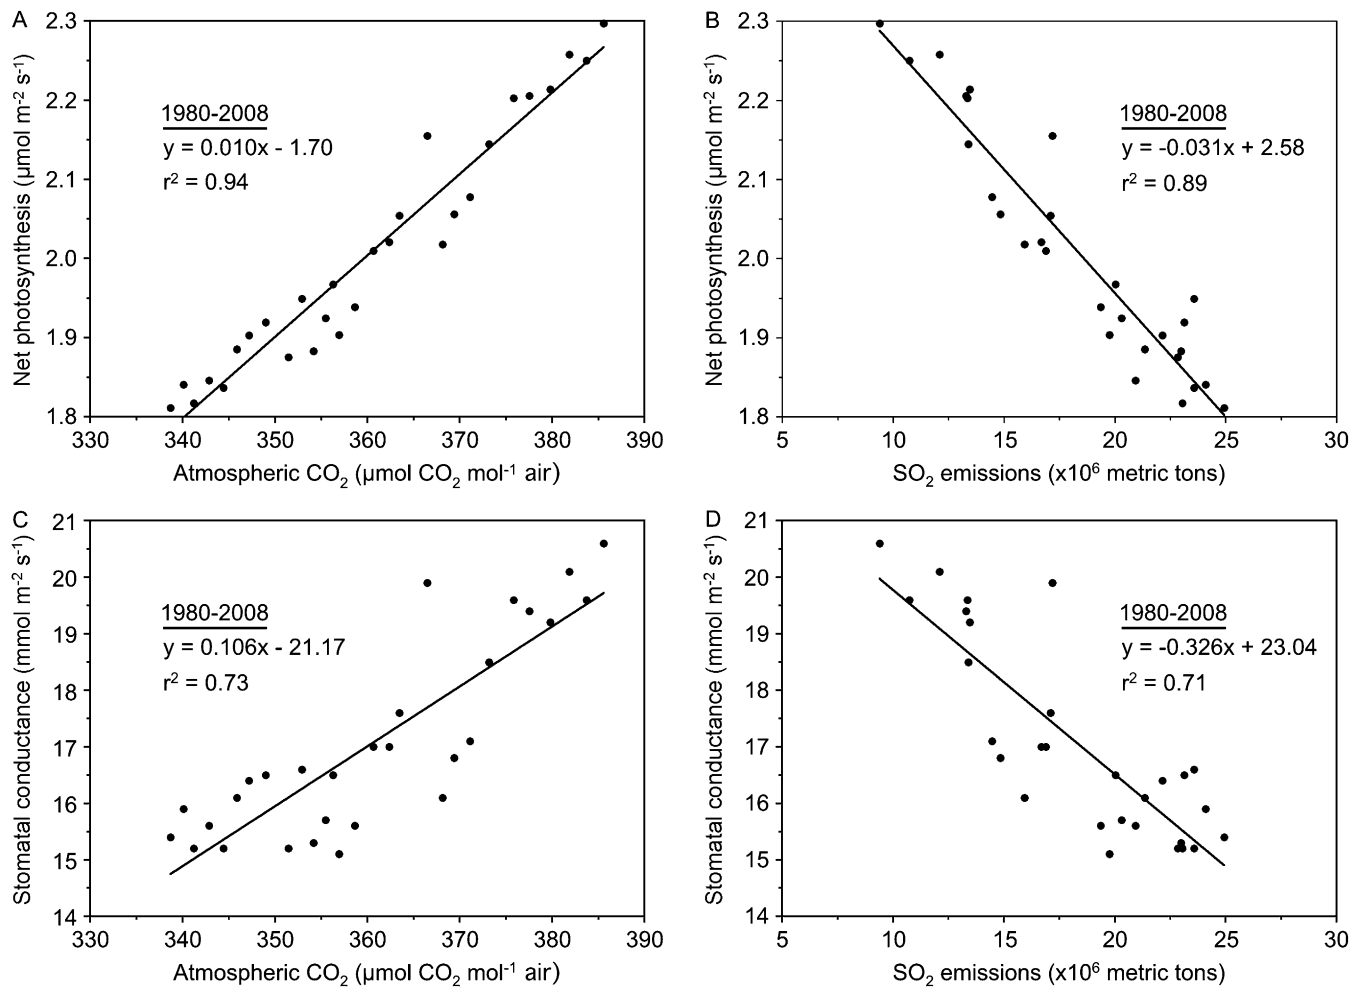 A
2.3
2.2
2.1
2.0
1.9
1.8
Net photosynthesis (μmol m⁻² s⁻¹)
1980-2008
y = 0.010x - 1.70
r² = 0.94
330 340 350 360 370 380 390
Atmospheric CO₂ (μmol CO₂ mol⁻¹ air)
B
2.3
2.2
2.1
2.0
1.9
1.8
Net photosynthesis (μmol m⁻² s⁻¹)
1980-2008
y = -0.031x + 2.58
r² = 0.89
5 10 15 20 25 30
SO₂ emissions (x10⁶ metric tons)
C
21
20
19
18
17
16
15
14
Stomatal conductance (mmol m⁻² s⁻¹)
1980-2008
y = 0.106x - 21.17
r² = 0.73
330 340 350 360 370 380 390
Atmospheric CO₂ (μmol CO₂ mol⁻¹ air)
D
21
20
19
18
17
16
15
14
Stomatal conductance (mmol m⁻² s⁻¹)
1980-2008
y = -0.326x + 23.04
r² = 0.71
5 10 15 20 25 30
SO₂ emissions (x10⁶ metric tons)